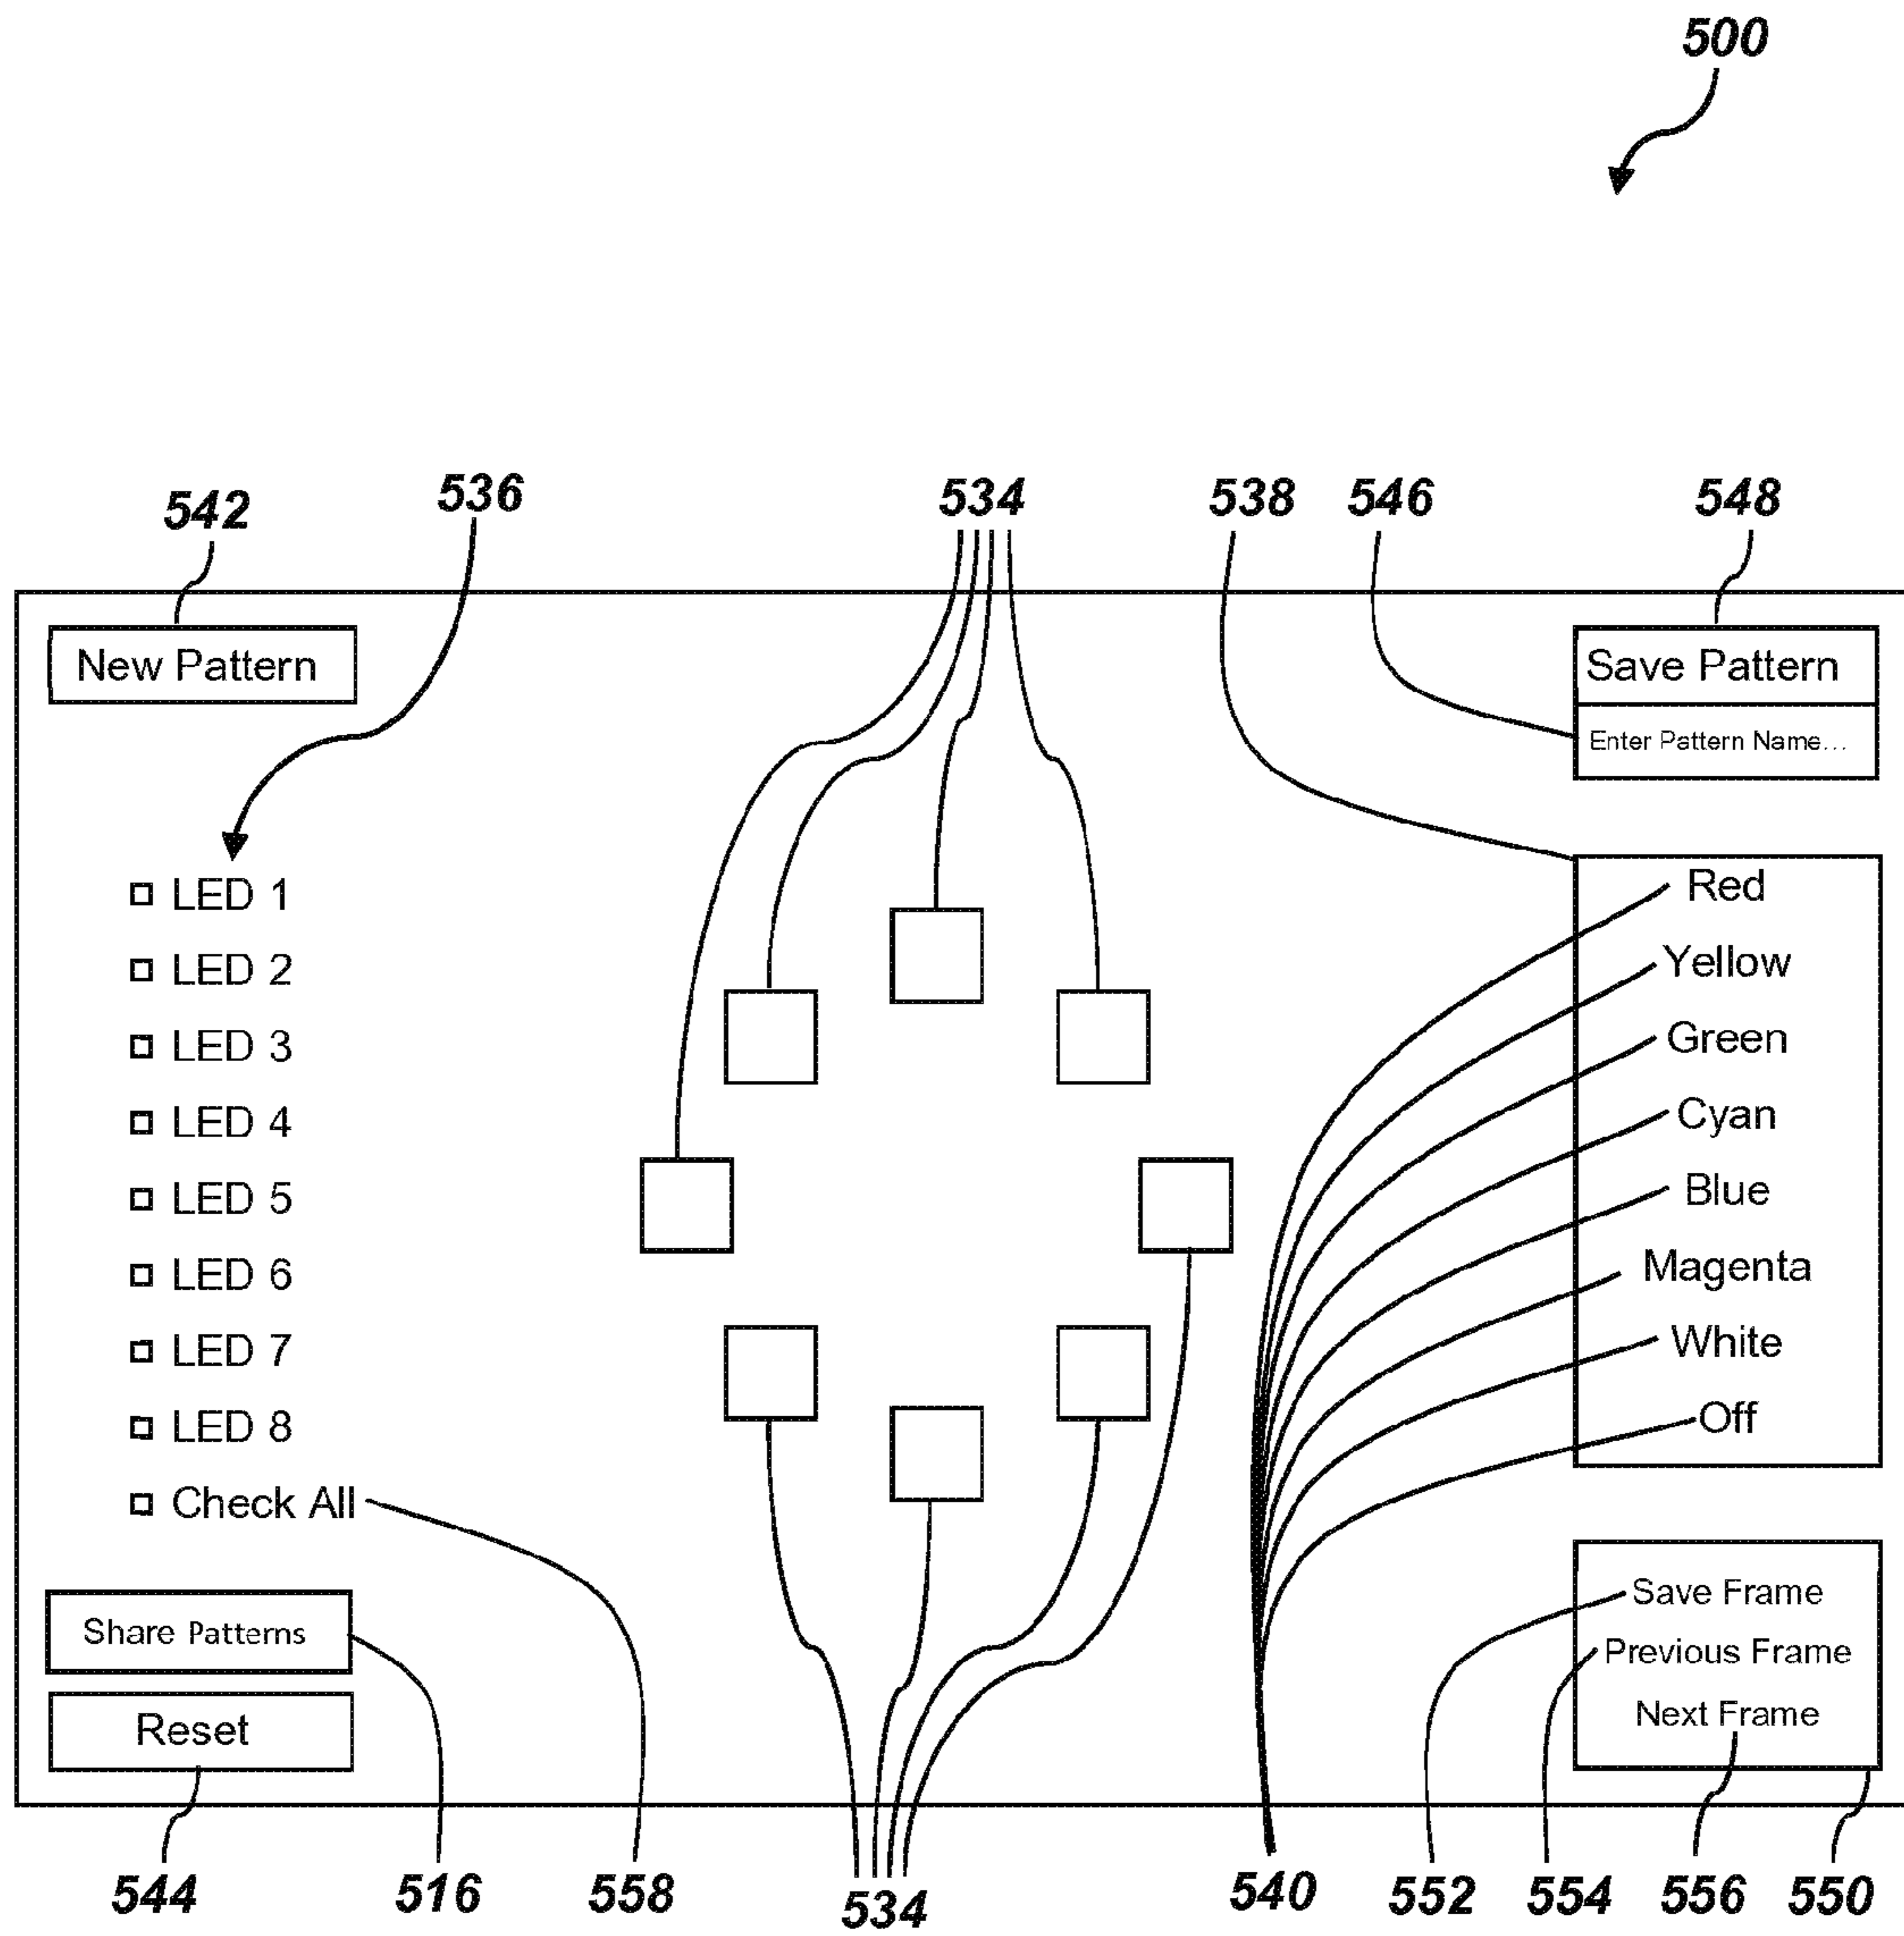 500
542 536 534 538 546 548
New Pattern
Save Pattern
Enter Pattern Name...
LED 1
LED 2
LED 3
LED 4
LED 5
LED 6
LED 7
LED 8
Check All
Red
Yellow
Green
Cyan
Blue
Magenta
White
Off
Share Patterns
Reset
Save Frame
Previous Frame
Next Frame
544 516 558 534 540 552 554 556 550